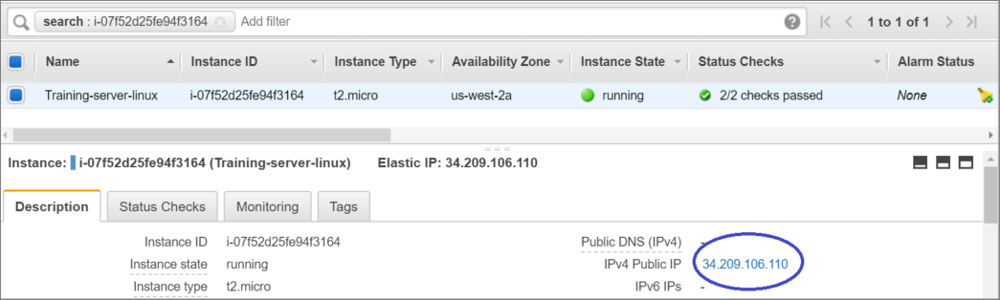 search : i-07f52d25fe94f3164 Add filter 1 to 1 of 1
Name Instance ID Instance Type Availability Zone Instance State Status Checks Alarm Status
Training-server-linux i-07f52d25fe94f3164 t2.micro us-west-2a running 2/2 checks passed None
Instance: i-07f52d25fe94f3164 (Training-server-linux) Elastic IP: 34.209.106.110
Description Status Checks Monitoring Tags
Instance ID i-07f52d25fe94f3164 Public DNS (IPv4) -
Instance state running IPv4 Public IP 34.209.106.110
Instance type t2.micro IPv6 IPs -